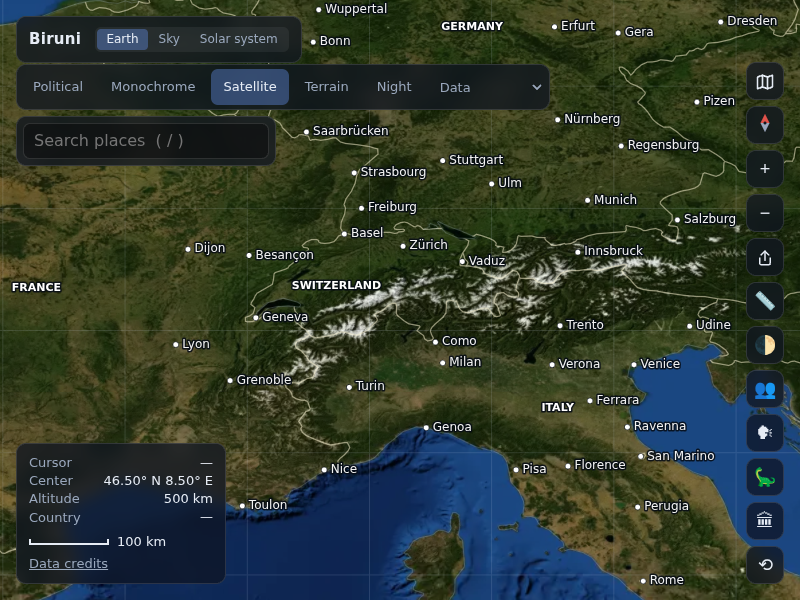 Wuppertal
GERMANY
Erfurt
Dresden
Gera
Biruni
Earth
Sky
Solar system
Bonn
Political
Monochrome
Satellite
Terrain
Night
Data
Search places ( / )
Pizen
Nürnberg
Saarbrücken
Regensburg
Stuttgart
Strasbourg
Ulm
Munich
Freiburg
Salzburg
Basel
Zürich
Dijon
Besançon
Innsbruck
Vaduz
SWITZERLAND
FRANCE
Geneva
Trento
Udine
Lyon
Como
Milan
Verona
Venice
Grenoble
Turin
Ferrara
ITALY
Genoa
Ravenna
San Marino
Nice
Pisa
Florence
Cursor —
Center 46.50° N 8.50° E
Altitude 500 km
Country —
100 km
Data credits
Toulon
Perugia
Rome